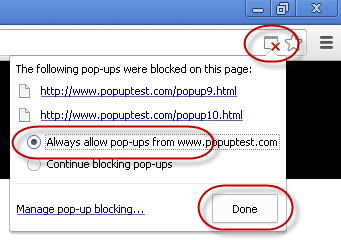 The following pop-ups were blocked on this page:
http://www.popuptest.com/popup9.html
http://www.popuptest.com/popup10.html
Always allow pop-ups from www.popuptest.com
Continue blocking pop-ups
Manage pop-up blocking...
Done